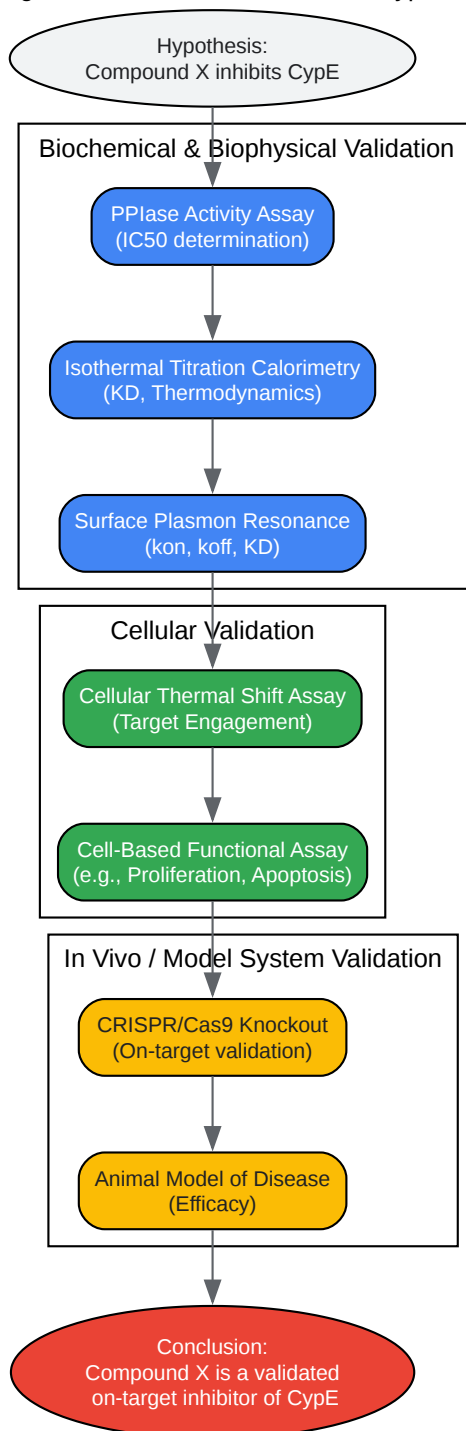 Hypothesis:
Compound X inhibits CypE
Biochemical & Biophysical Validation
PPIase Activity Assay
(IC50 determination)
Isothermal Titration Calorimetry
(KD, Thermodynamics)
Surface Plasmon Resonance
(kon, koff, KD)
Cellular Validation
Cellular Thermal Shift Assay
(Target Engagement)
Cell-Based Functional Assay
(e.g., Proliferation, Apoptosis)
In Vivo / Model System Validation
CRISPR/Cas9 Knockout
(On-target validation)
Animal Model of Disease
(Efficacy)
Conclusion:
Compound X is a validated
on-target inhibitor of CypE